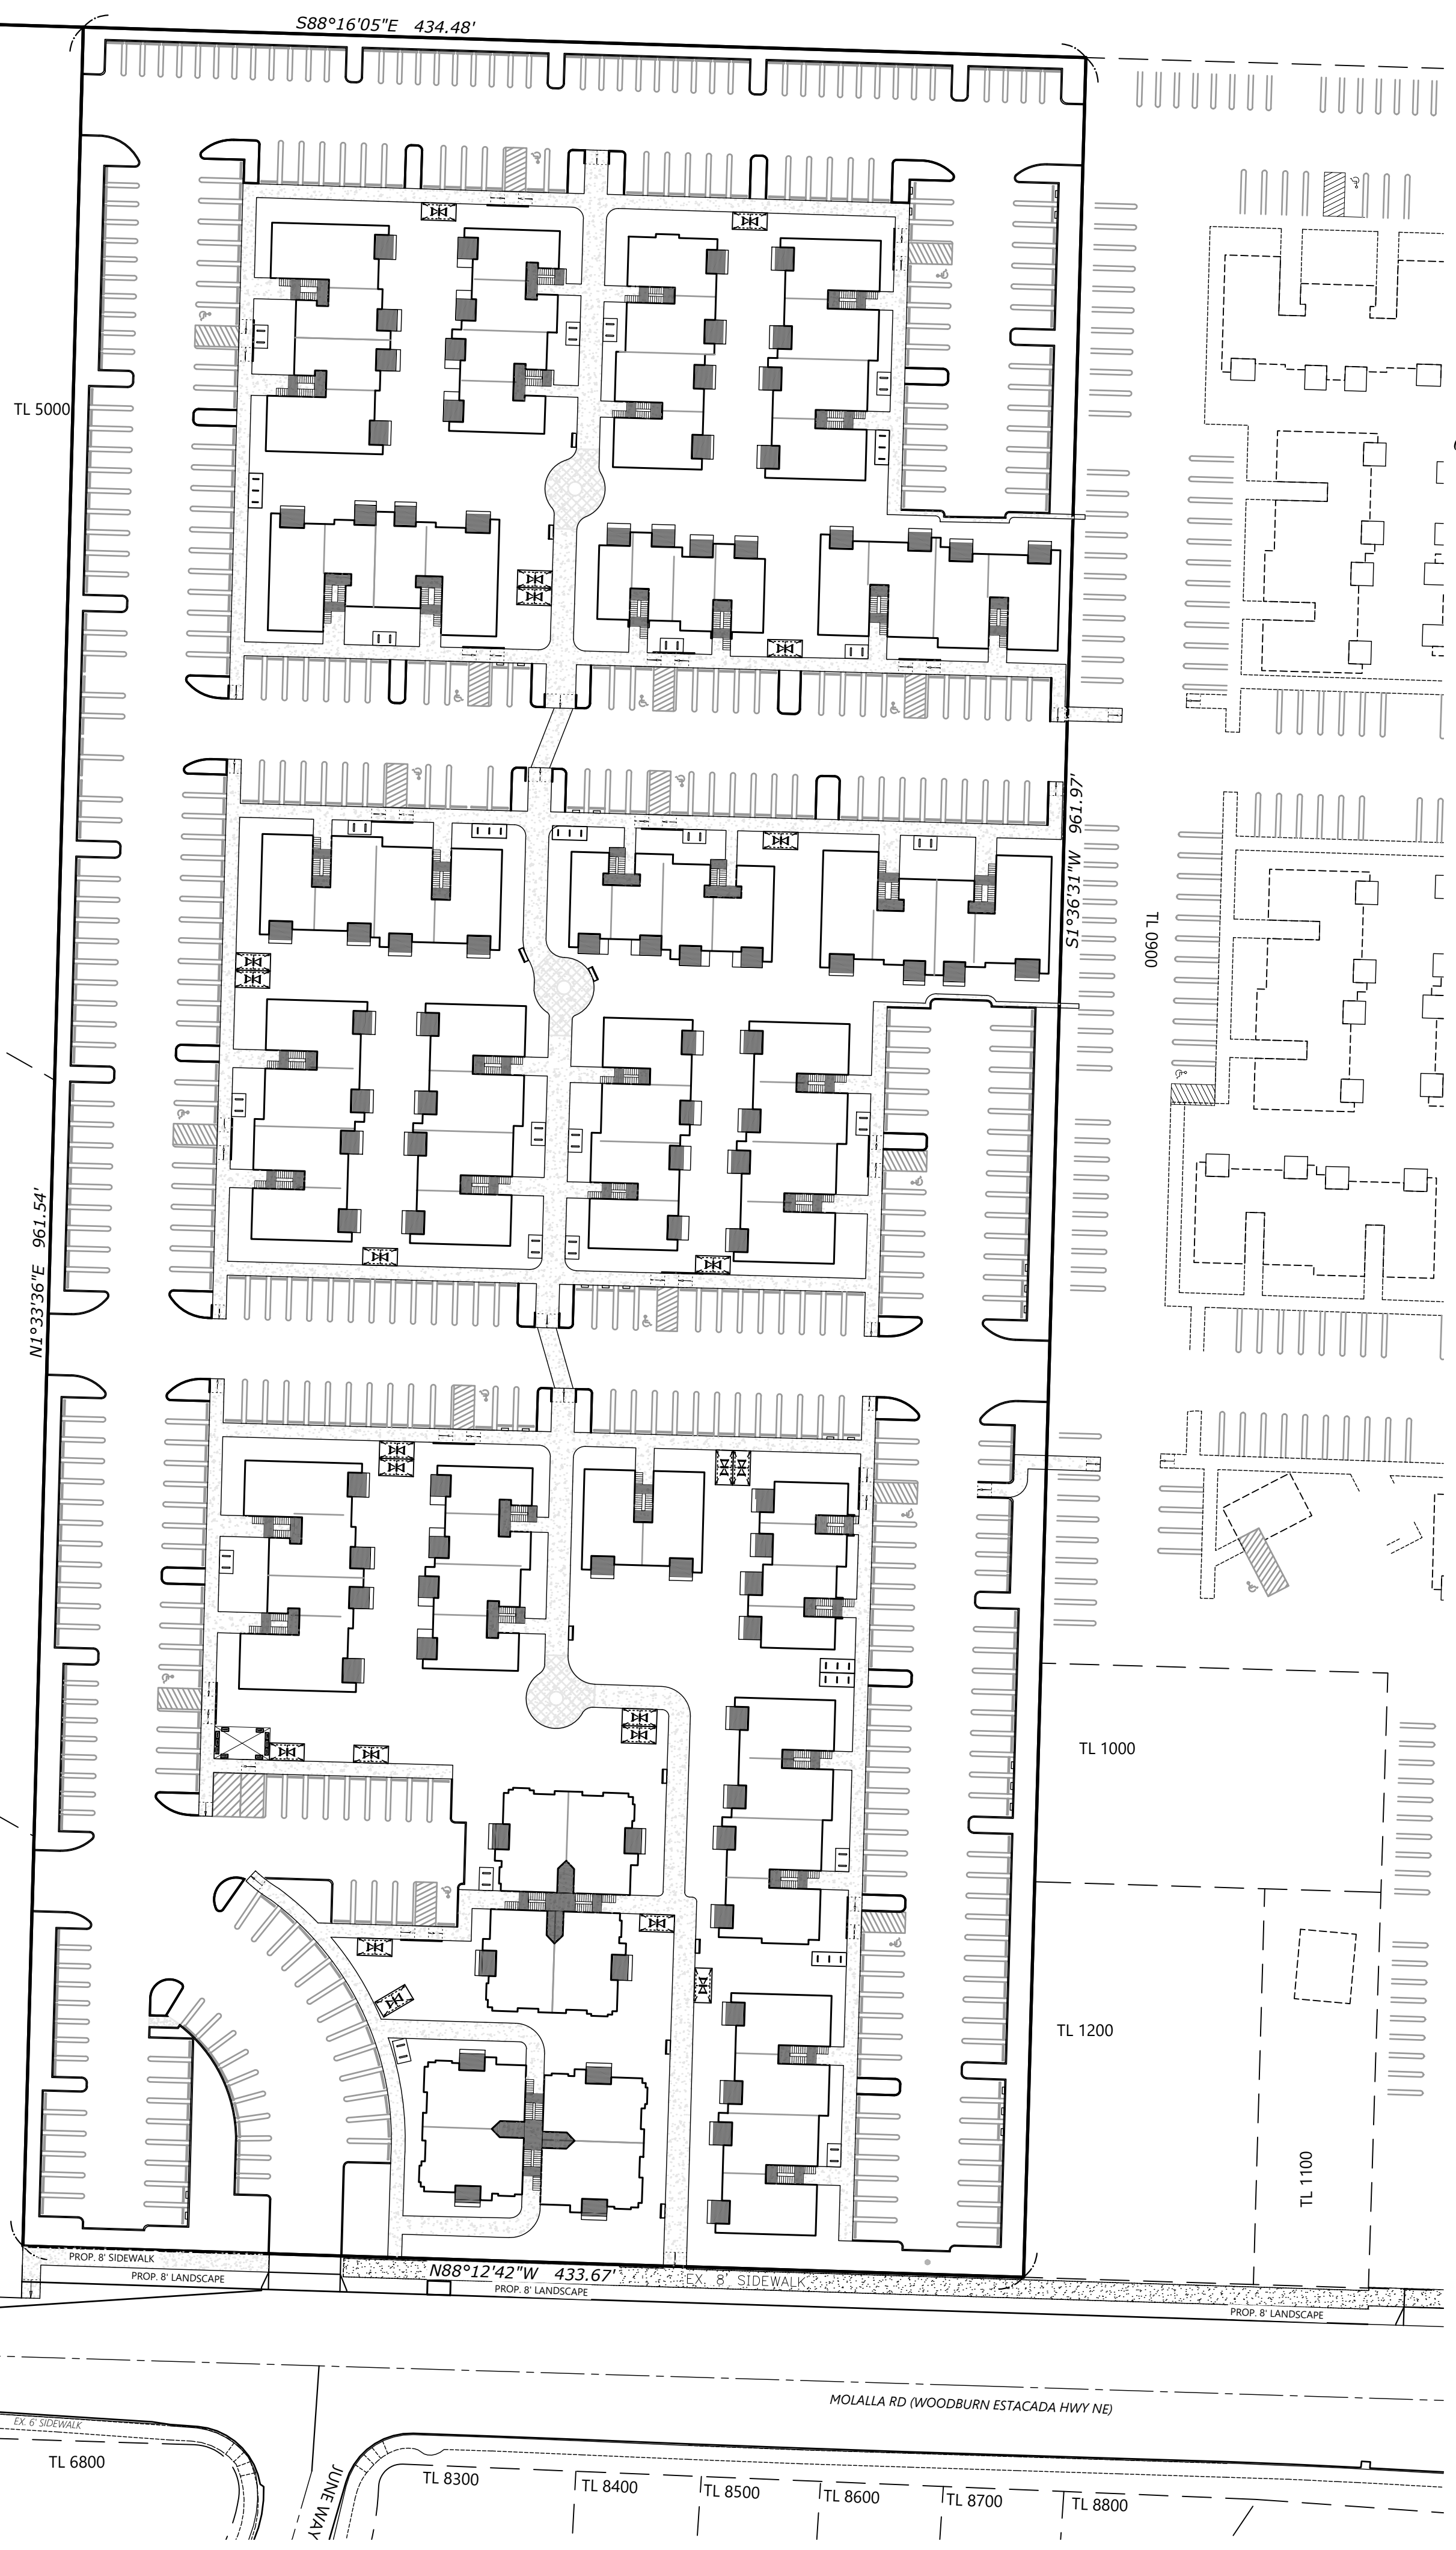 S88°16'05"E 434.48'
TL 5000
S1°36'31"W 961.97'
TL 0900
N1°33'36"E 961.54'
TL 1000
TL 1200
TL 1100
PROP. 8' SIDEWALK
PROP. 8' LANDSCAPE
N88°12'42"W 433.67'
EX. 8' SIDEWALK
PROP. 8' LANDSCAPE
PROP. 8' LANDSCAPE
MOLALLA RD (WOODBURN ESTACADA HWY NE)
EX. 6' SIDEWALK
TL 6800
JUNE WAY
TL 8300
TL 8400
TL 8500
TL 8600
TL 8700
TL 8800